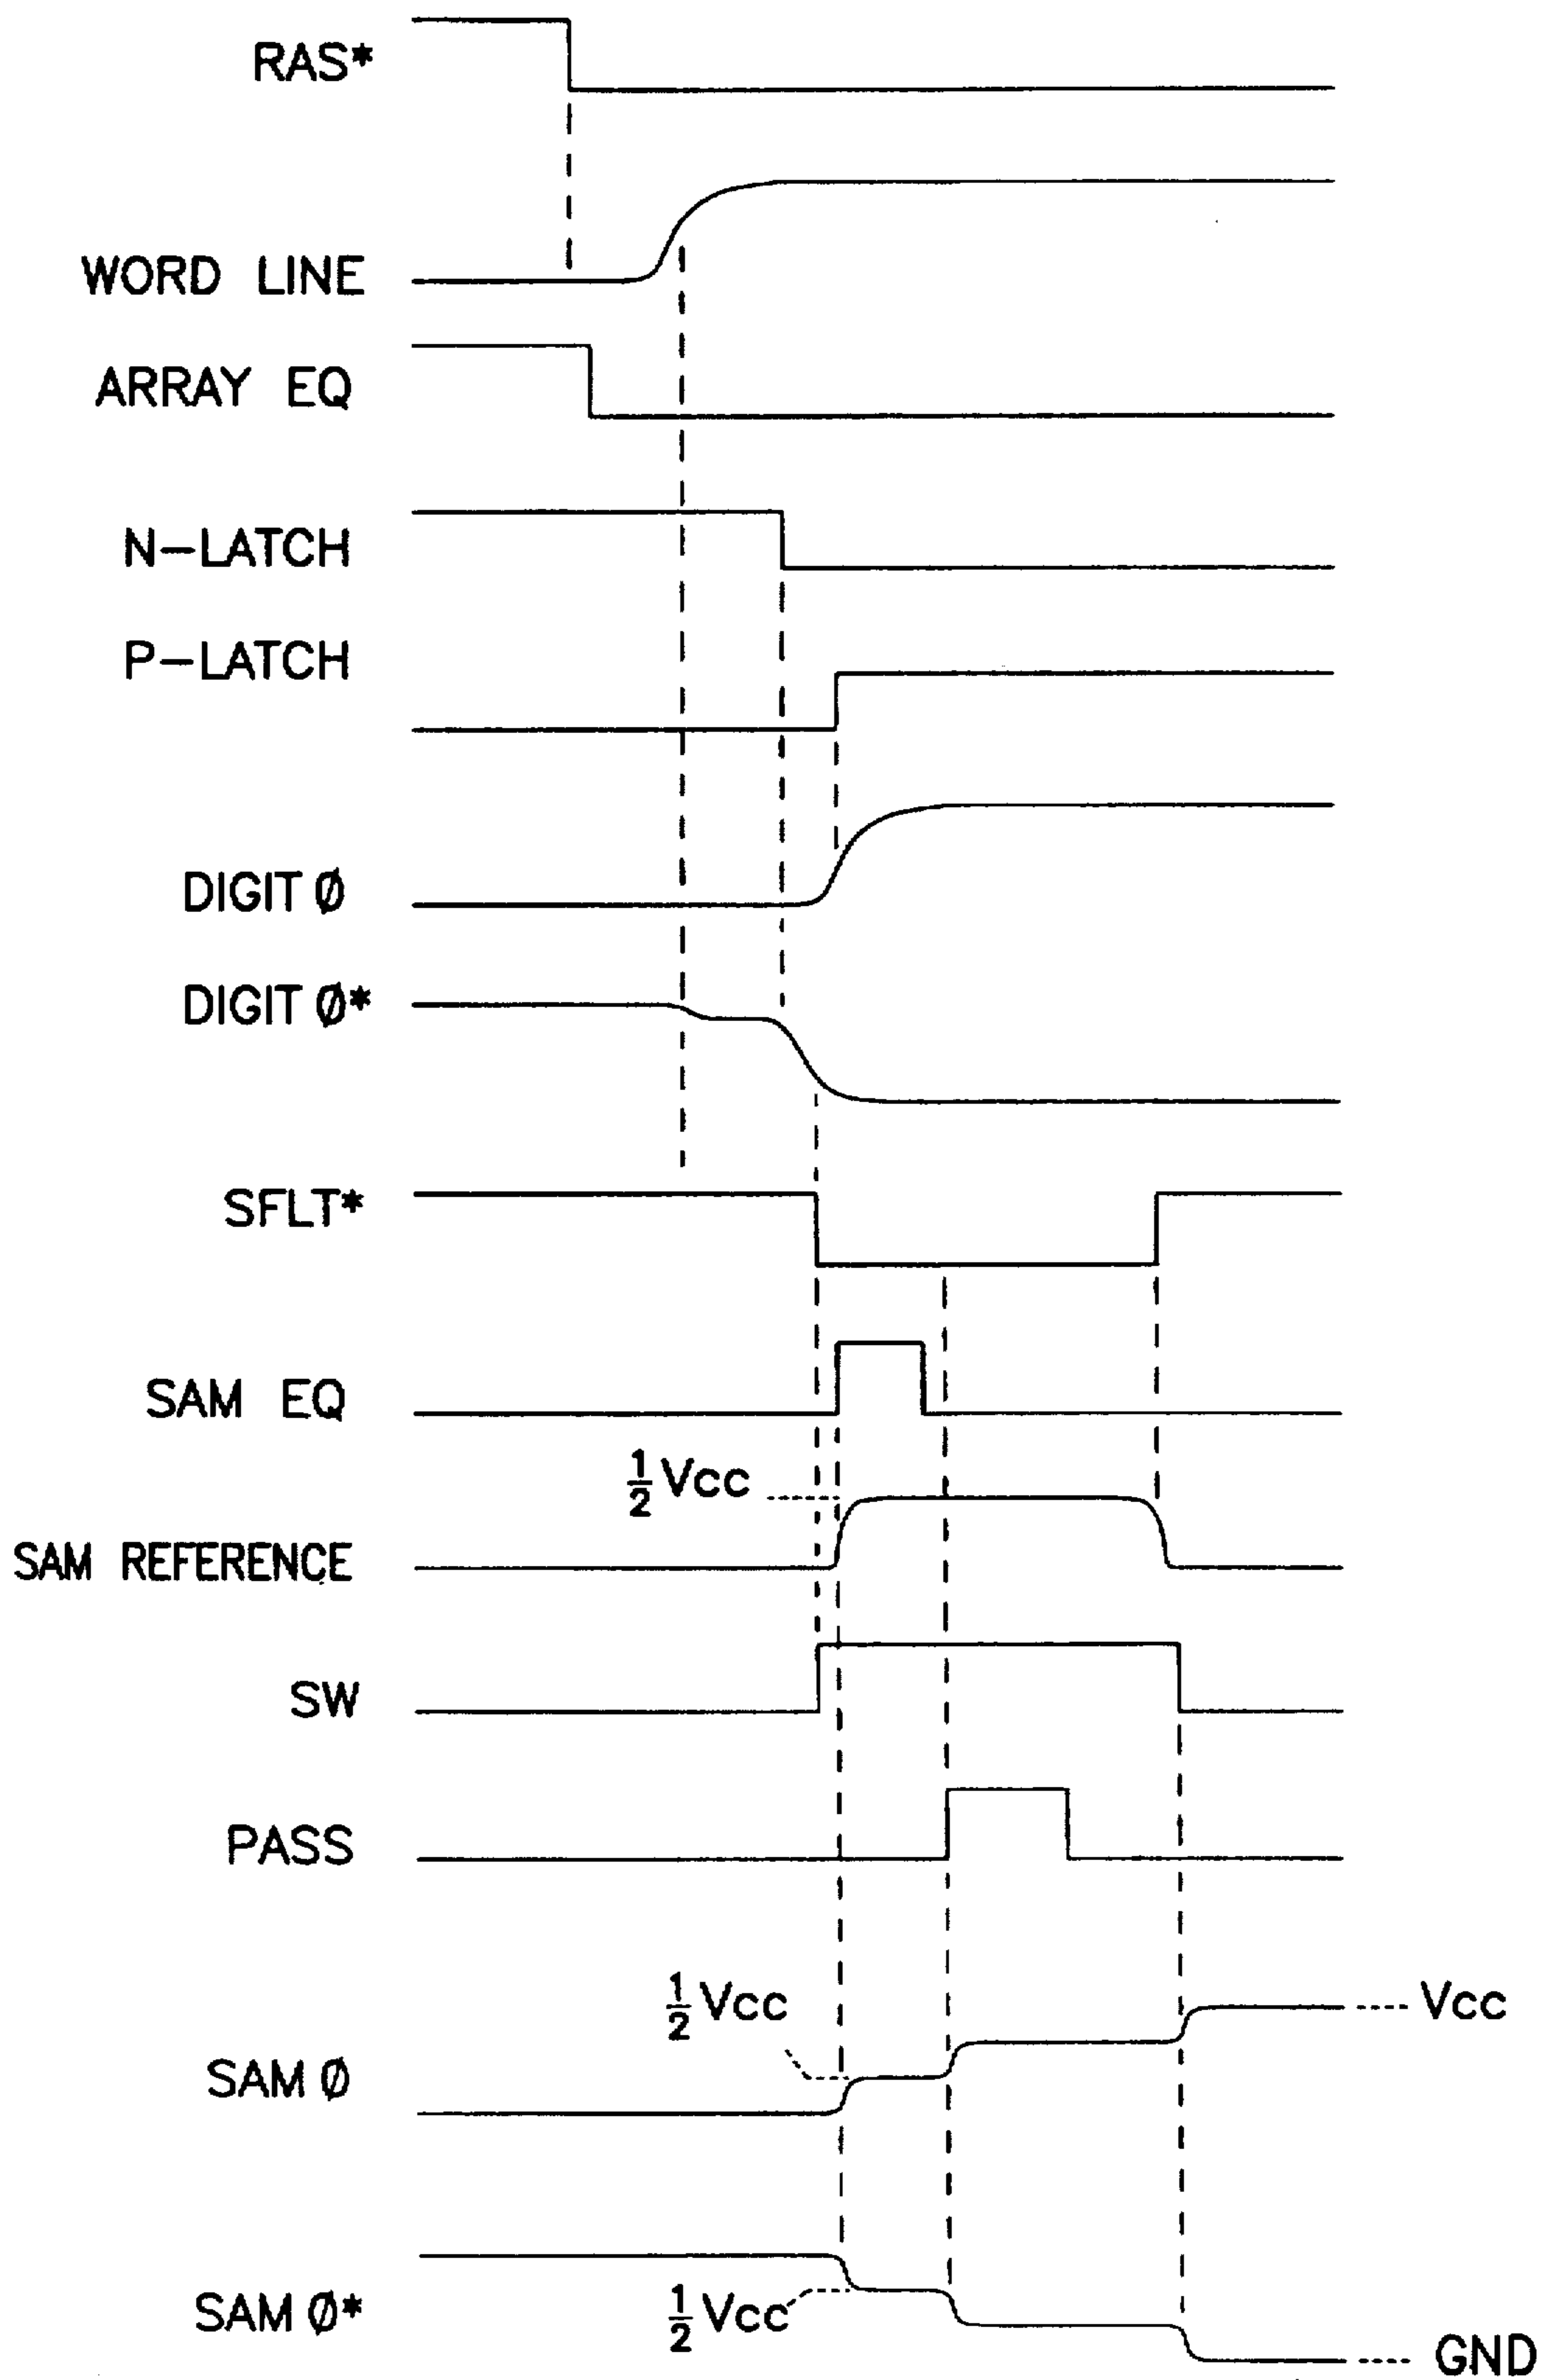 RAS*
WORD LINE
ARRAY EQ
N-LATCH
P-LATCH
DIGIT Ø
DIGIT Ø*
SFLT*
SAM EQ
1/2 Vcc
SAM REFERENCE
SW
PASS
1/2 Vcc
Vcc
SAM Ø
SAM Ø*
1/2 Vcc
GND